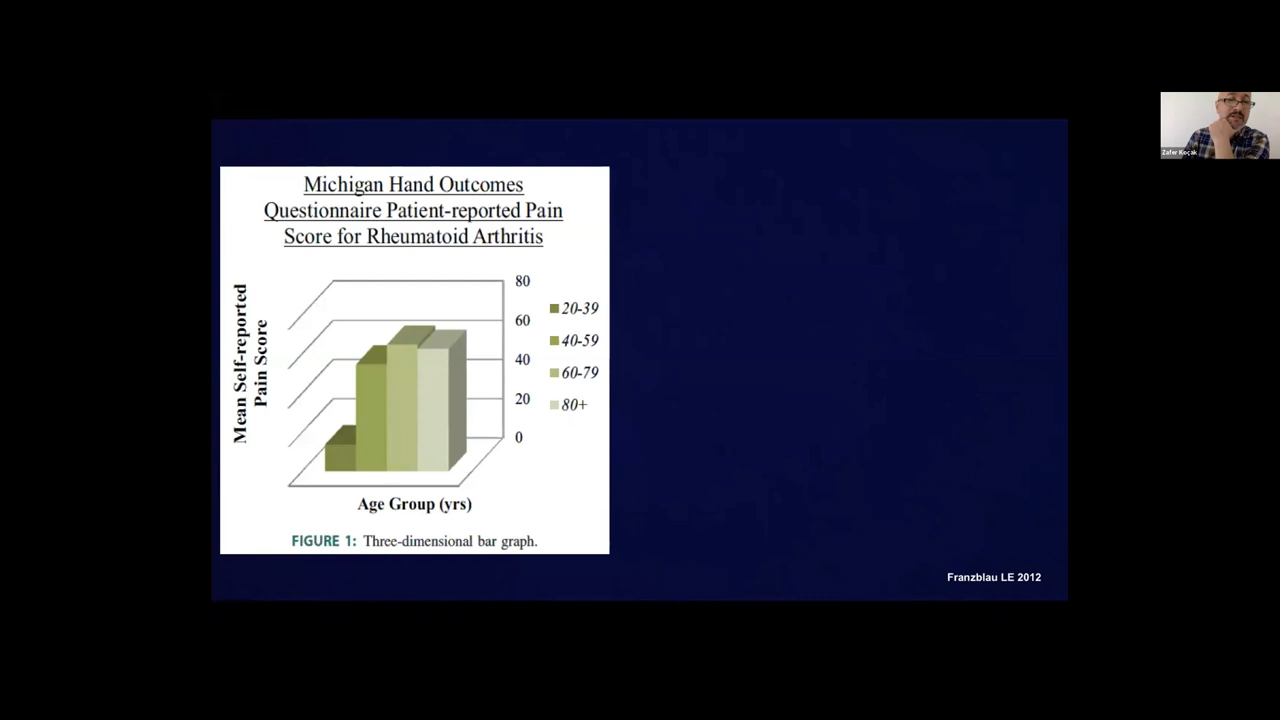 Michigan Hand Outcomes
Questionnaire Patient-reported Pain
Score for Rheumatoid Arthritis
Mean Self-reported
Pain Score
80
60
40
20
0
20-39
40-59
60-79
80+
Age Group (yrs)
FIGURE 1: Three-dimensional bar graph.
Franzblau LE 2012
Zafer Koçak